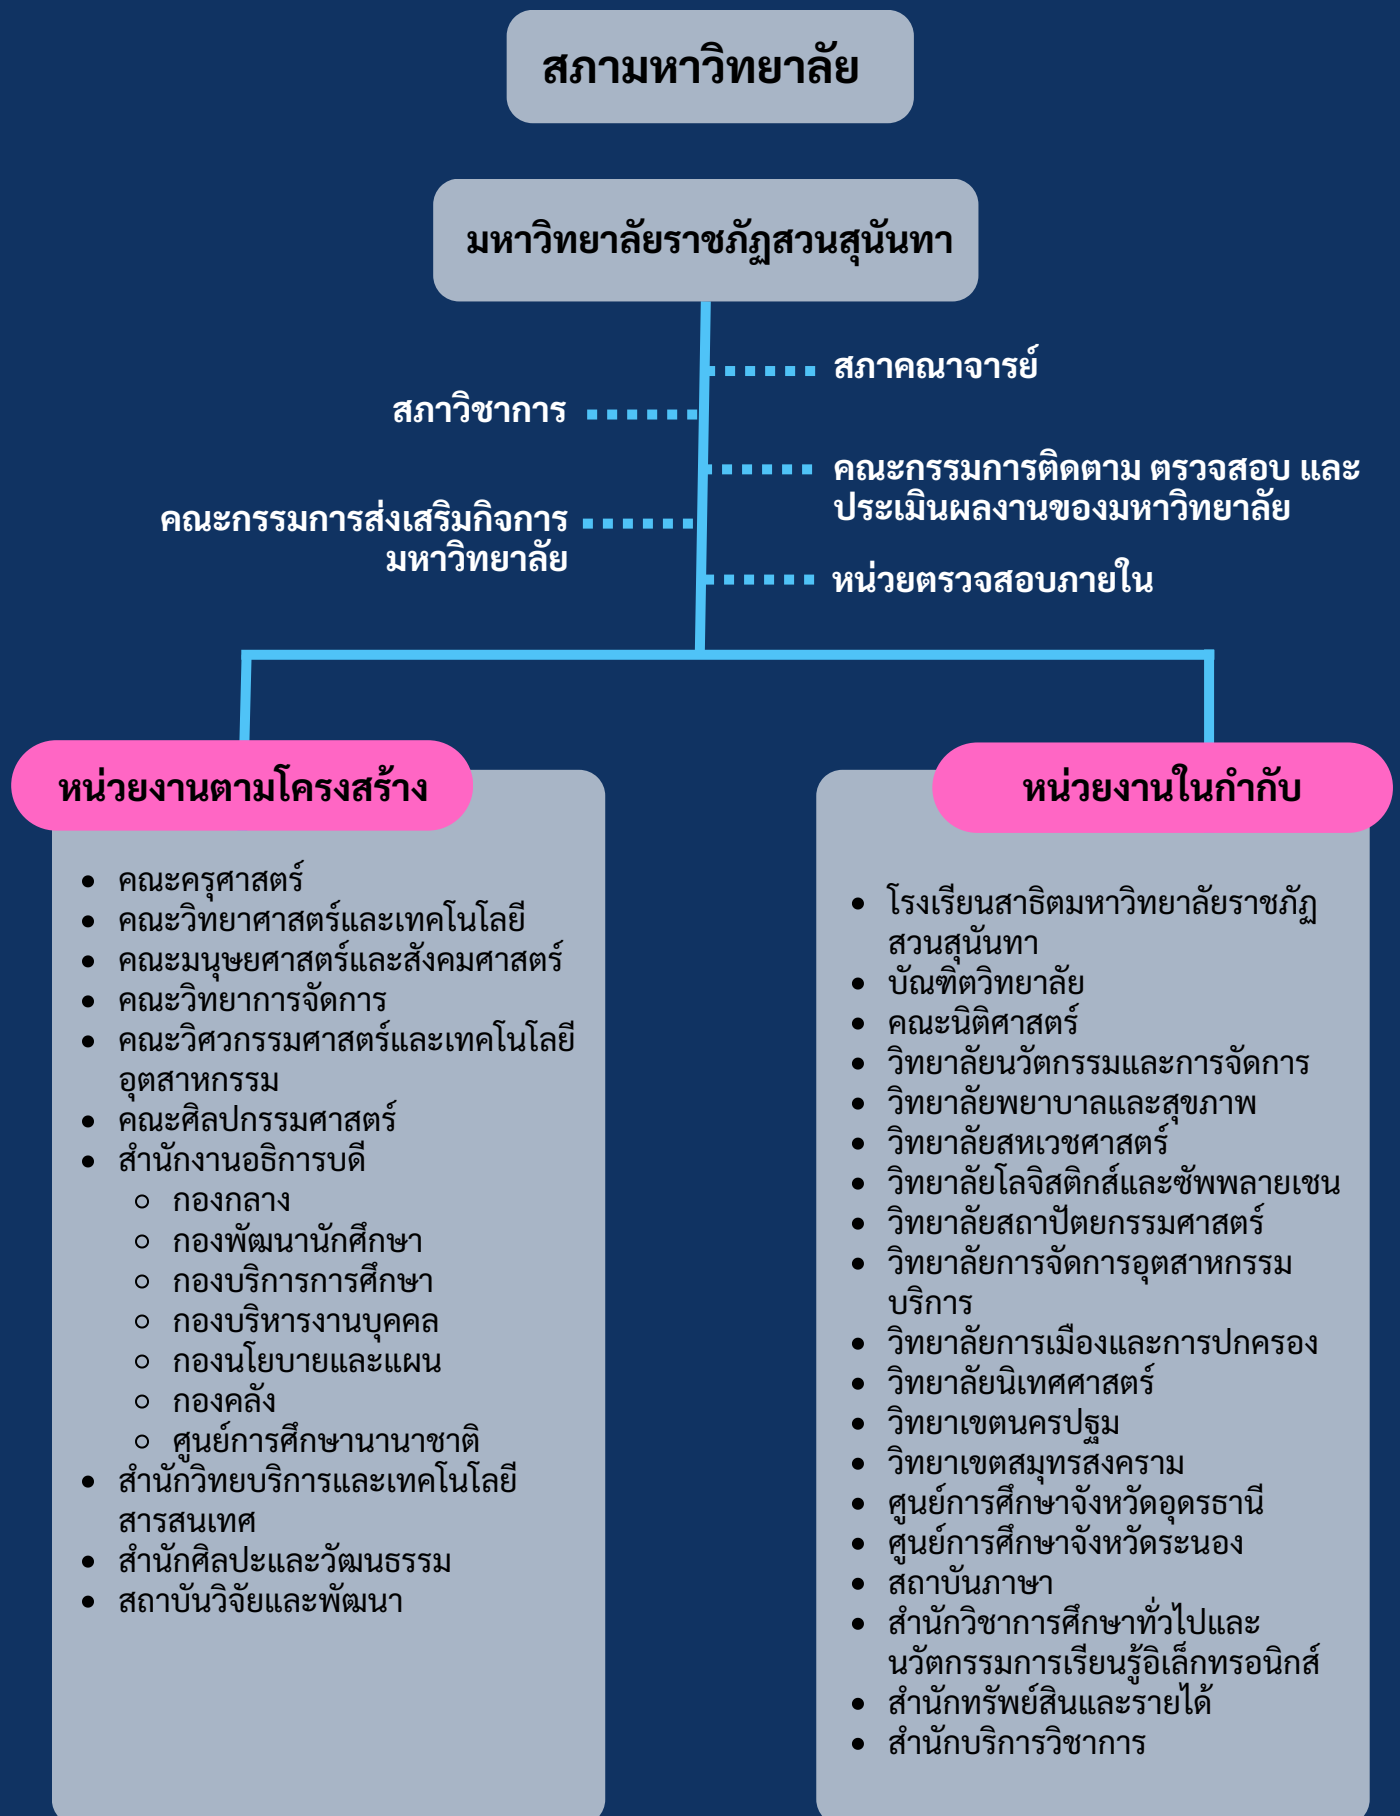 สภามหาวิทยาลัย
มหาวิทยาลัยราชภัฏสวนสุนันทา
สภาคณาจารย์
สภาวิชาการ
คณะกรรมการติดตาม ตรวจสอบ และ
ประเมินผลงานของมหาวิทยาลัย
คณะกรรมการส่งเสริมกิจการ
มหาวิทยาลัย
หน่วยตรวจสอบภายใน
หน่วยงานตามโครงสร้าง
คณะครุศาสตร์
คณะวิทยาศาสตร์และเทคโนโลยี
คณะมนุษยศาสตร์และสังคมศาสตร์
คณะวิทยาการจัดการ
คณะวิศวกรรมศาสตร์และเทคโนโลยี
อุตสาหกรรม
คณะศิลปกรรมศาสตร์
สำนักงานอธิการบดี
กองกลาง
กองพัฒนานักศึกษา
กองบริการการศึกษา
กองบริหารงานบุคคล
กองนโยบายและแผน
กองคลัง
ศูนย์การศึกษานานาชาติ
สำนักวิทยบริการและเทคโนโลยี
สารสนเทศ
สำนักศิลปะและวัฒนธรรม
สถาบันวิจัยและพัฒนา
หน่วยงานในกำกับ
โรงเรียนสาธิตมหาวิทยาลัยราชภัฏ
สวนสุนันทา
บัณฑิตวิทยาลัย
คณะนิติศาสตร์
วิทยาลัยนวัตกรรมและการจัดการ
วิทยาลัยพยาบาลและสุขภาพ
วิทยาลัยสหเวชศาสตร์
วิทยาลัยโลจิสติกส์และซัพพลายเชน
วิทยาลัยสถาปัตยกรรมศาสตร์
วิทยาลัยการจัดการอุตสาหกรรม
บริการ
วิทยาลัยการเมืองและการปกครอง
วิทยาลัยนิเทศศาสตร์
วิทยาเขตนครปฐม
วิทยาเขตสมุทรสงคราม
ศูนย์การศึกษาจังหวัดอุดรธานี
ศูนย์การศึกษาจังหวัดระนอง
สถาบันภาษา
สำนักวิชาการศึกษาทั่วไปและ
นวัตกรรมการเรียนรู้อิเล็กทรอนิกส์
สำนักทรัพย์สินและรายได้
สำนักบริการวิชาการ